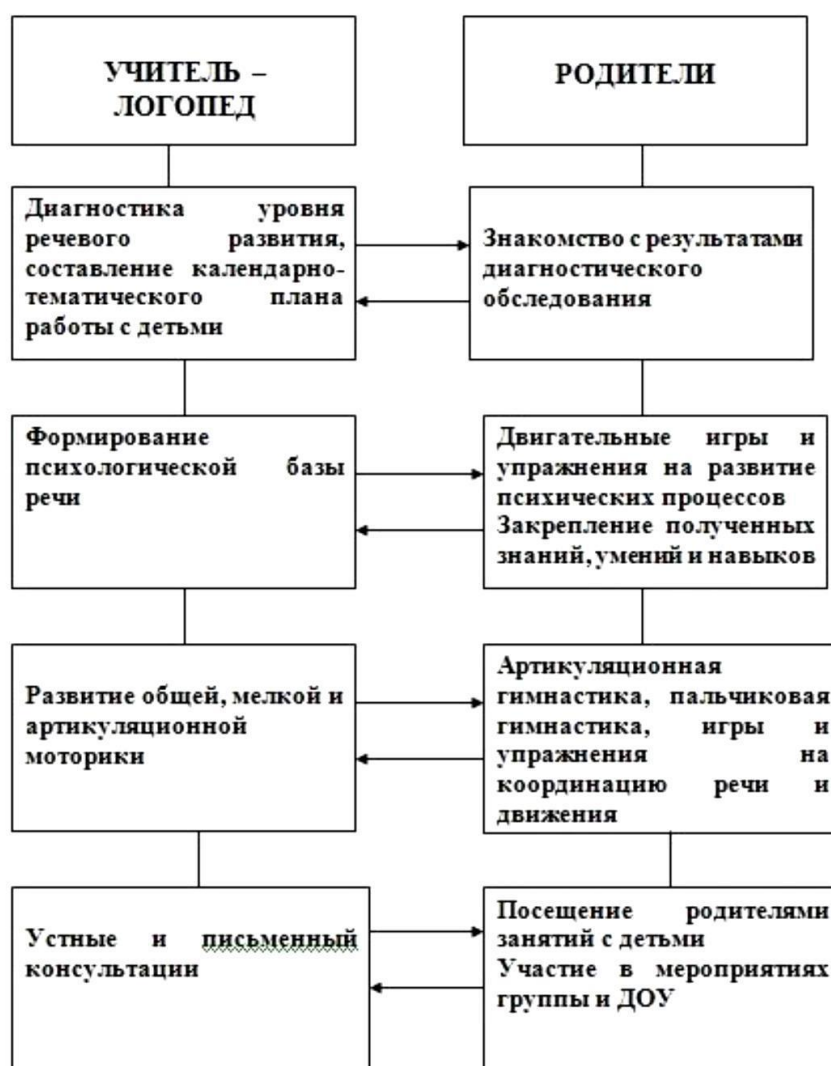 УЧИТЕЛЬ –
ЛОГОПЕД
РОДИТЕЛИ
Диагностика уровня
речевого развития,
составление календарно-
тематического плана
работы с детьми
Знакомство с результатами
диагностического
обследования
Формирование
психологической базы
речи
Двигательные игры и
упражнения на развитие
психических процессов
Закрепление полученных
знаний, умений и навыков
Развитие общей, мелкой и
артикуляционной
моторики
Артикуляционная
гимнастика, пальчиковая
гимнастика, игры и
упражнения на
координацию речи и
движения
Устные и письменный
консультации
Посещение родителями
занятий с детьми
Участие в мероприятиях
группы и ДОУ